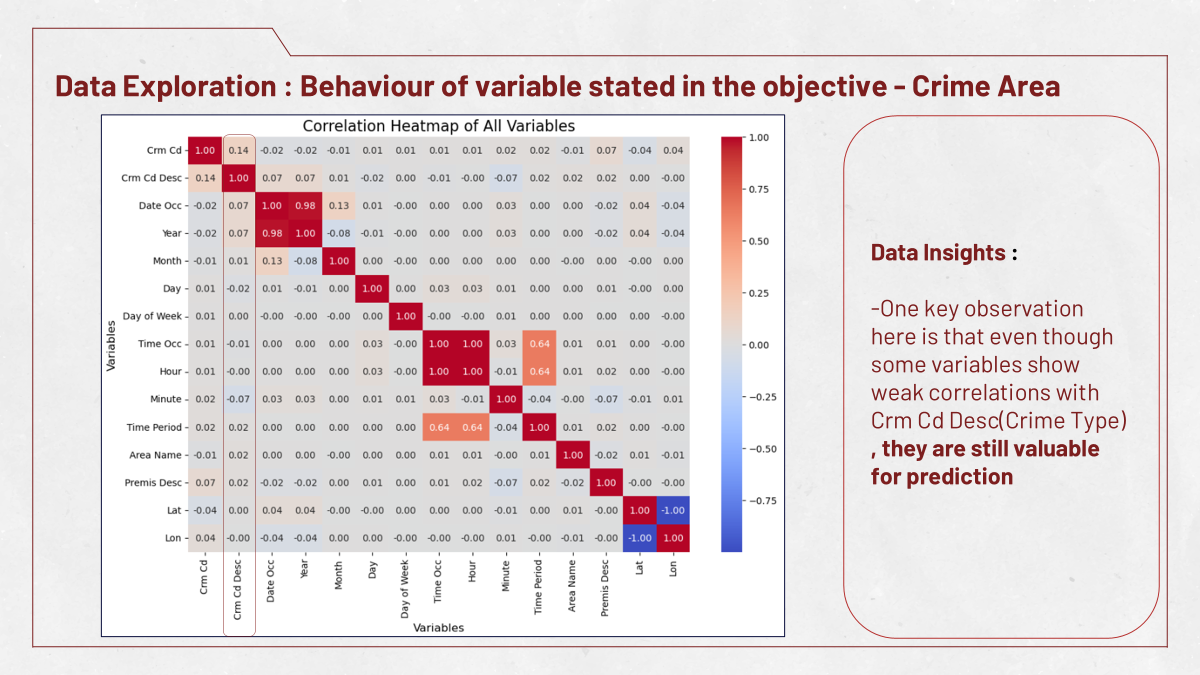 Data Exploration : Behaviour of variable stated in the objective - Crime Area
Correlation Heatmap of All Variables
Crm Cd 1.00 0.14 -0.02 -0.02 -0.01 0.01 0.01 0.01 0.01 0.02 0.02 -0.01 0.07 -0.04 0.04
Crm Cd Desc 0.14 1.00 0.07 0.07 0.01 -0.02 0.00 -0.01 -0.00 -0.07 0.02 0.02 0.02 0.00 -0.00
Date Occ -0.02 0.07 1.00 0.98 0.13 0.01 -0.00 0.00 0.00 0.03 0.00 0.00 -0.02 0.04 -0.04
Year -0.02 0.07 0.98 1.00 -0.08 -0.01 0.00 0.00 0.00 0.03 0.00 0.00 -0.02 0.04 -0.04
Month -0.01 0.01 0.13 -0.08 1.00 0.00 -0.00 0.00 0.00 0.00 0.00 -0.00 0.00 -0.00 0.00
Day 0.01 -0.02 0.01 -0.01 0.00 1.00 0.00 0.03 0.03 0.01 0.00 0.01 0.01 -0.00 0.00
Day of Week 0.01 0.00 -0.00 0.00 -0.00 0.00 1.00 -0.00 -0.00 0.01 -0.00 0.00 0.00 0.00 -0.00
Time Occ 0.01 -0.01 0.00 0.00 0.00 0.03 -0.00 1.00 1.00 0.03 0.64 0.01 0.01 0.00 -0.00
Hour 0.01 -0.00 0.00 0.00 0.00 0.03 -0.00 1.00 1.00 -0.01 0.64 0.01 0.02 0.00 -0.00
Minute 0.02 -0.07 0.03 0.03 0.00 0.01 0.01 0.03 -0.01 1.00 -0.04 -0.00 -0.07 -0.01 0.01
Time Period 0.02 0.02 0.00 0.00 0.00 0.00 -0.00 0.64 0.64 -0.04 1.00 0.01 0.02 0.00 -0.00
Area Name -0.01 0.02 0.00 0.00 -0.00 0.01 0.00 0.01 0.01 -0.00 0.01 1.00 -0.02 0.01 -0.01
Premis Desc 0.07 0.02 -0.02 -0.02 0.00 0.01 0.00 0.01 0.02 -0.07 0.02 -0.02 1.00 -0.00 -0.00
Lat -0.04 0.00 0.04 0.04 -0.00 -0.00 0.00 0.00 0.00 -0.01 0.00 0.01 -0.00 1.00 -1.00
Lon 0.04 -0.00 -0.04 -0.04 0.00 0.00 -0.00 -0.00 -0.00 0.01 -0.00 -0.01 -0.00 -1.00 1.00
Variables
Crm Cd
Crm Cd Desc
Date Occ
Year
Month
Day
Day of Week
Time Occ
Hour
Minute
Time Period
Area Name
Premis Desc
Lat
Lon
Variables
1.00
0.75
0.50
0.25
0.00
−0.25
−0.50
−0.75
Data Insights :
-One key observation
here is that even though
some variables show
weak correlations with
Crm Cd Desc(Crime Type)
, they are still valuable
for prediction